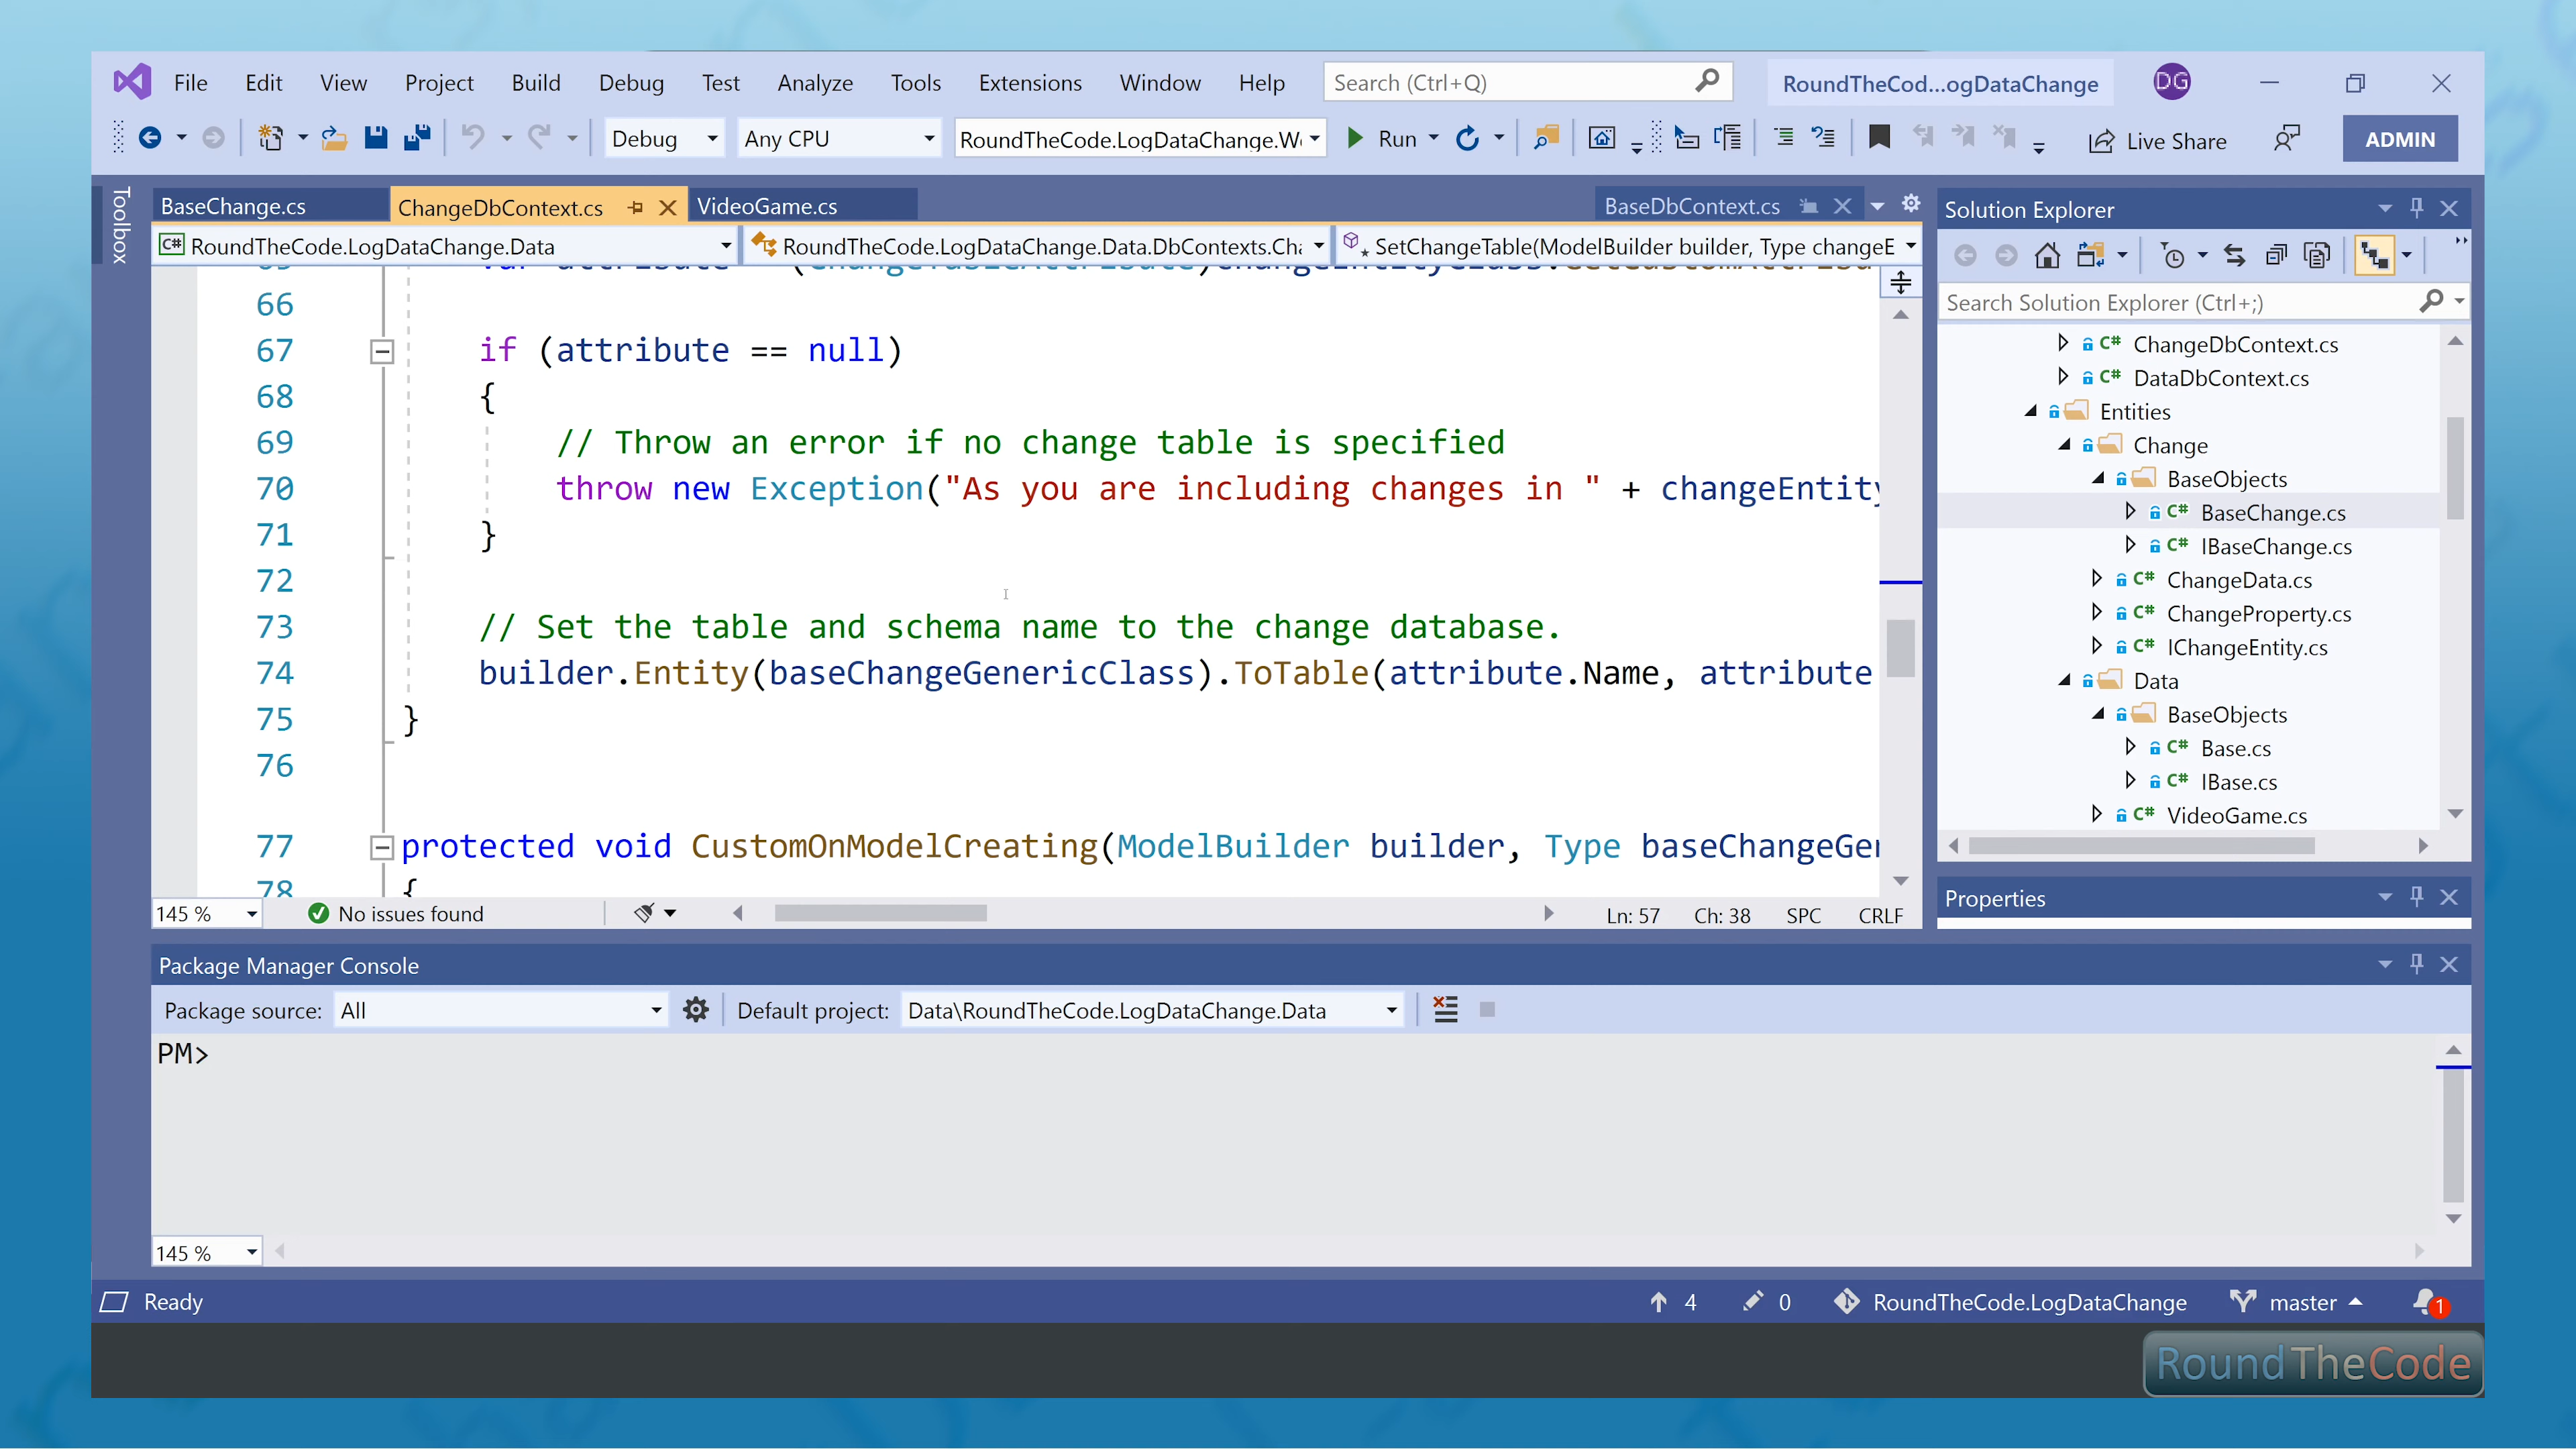 File Edit View Project Build Debug Test Analyze Tools Extensions Window Help Search (Ctrl+Q) RoundTheCod...ogDataChange DG
Debug Any CPU RoundTheCode.LogDataChange.W Run Live Share ADMIN
Toolbox
BaseChange.cs ChangeDbContext.cs VideoGame.cs BaseDbContext.cs
RoundTheCode.LogDataChange.Data RoundTheCode.LogDataChange.Data.DbContexts.Cha SetChangeTable(ModelBuilder builder, Type changeE
66
67 if (attribute == null)
68 {
69 // Throw an error if no change table is specified
70 throw new Exception("As you are including changes in " + changeEntity
71 }
72
73 // Set the table and schema name to the change database.
74 builder.Entity(baseChangeGenericClass).ToTable(attribute.Name, attribute
75 }
76
77 protected void CustomOnModelCreating(ModelBuilder builder, Type baseChangeGe
78 {
145 % No issues found Ln: 57 Ch: 38 SPC CRLF
Solution Explorer
Search Solution Explorer (Ctrl+;)
C# ChangeDbContext.cs
C# DataDbContext.cs
Entities
Change
BaseObjects
C# BaseChange.cs
C# IBaseChange.cs
C# ChangeData.cs
C# ChangeProperty.cs
C# IChangeEntity.cs
Data
BaseObjects
C# Base.cs
C# IBase.cs
C# VideoGame.cs
Properties
Package Manager Console
Package source: All Default project: Data\RoundTheCode.LogDataChange.Data
PM>
145 %
Ready 4 0 RoundTheCode.LogDataChange master 1
RoundTheCode